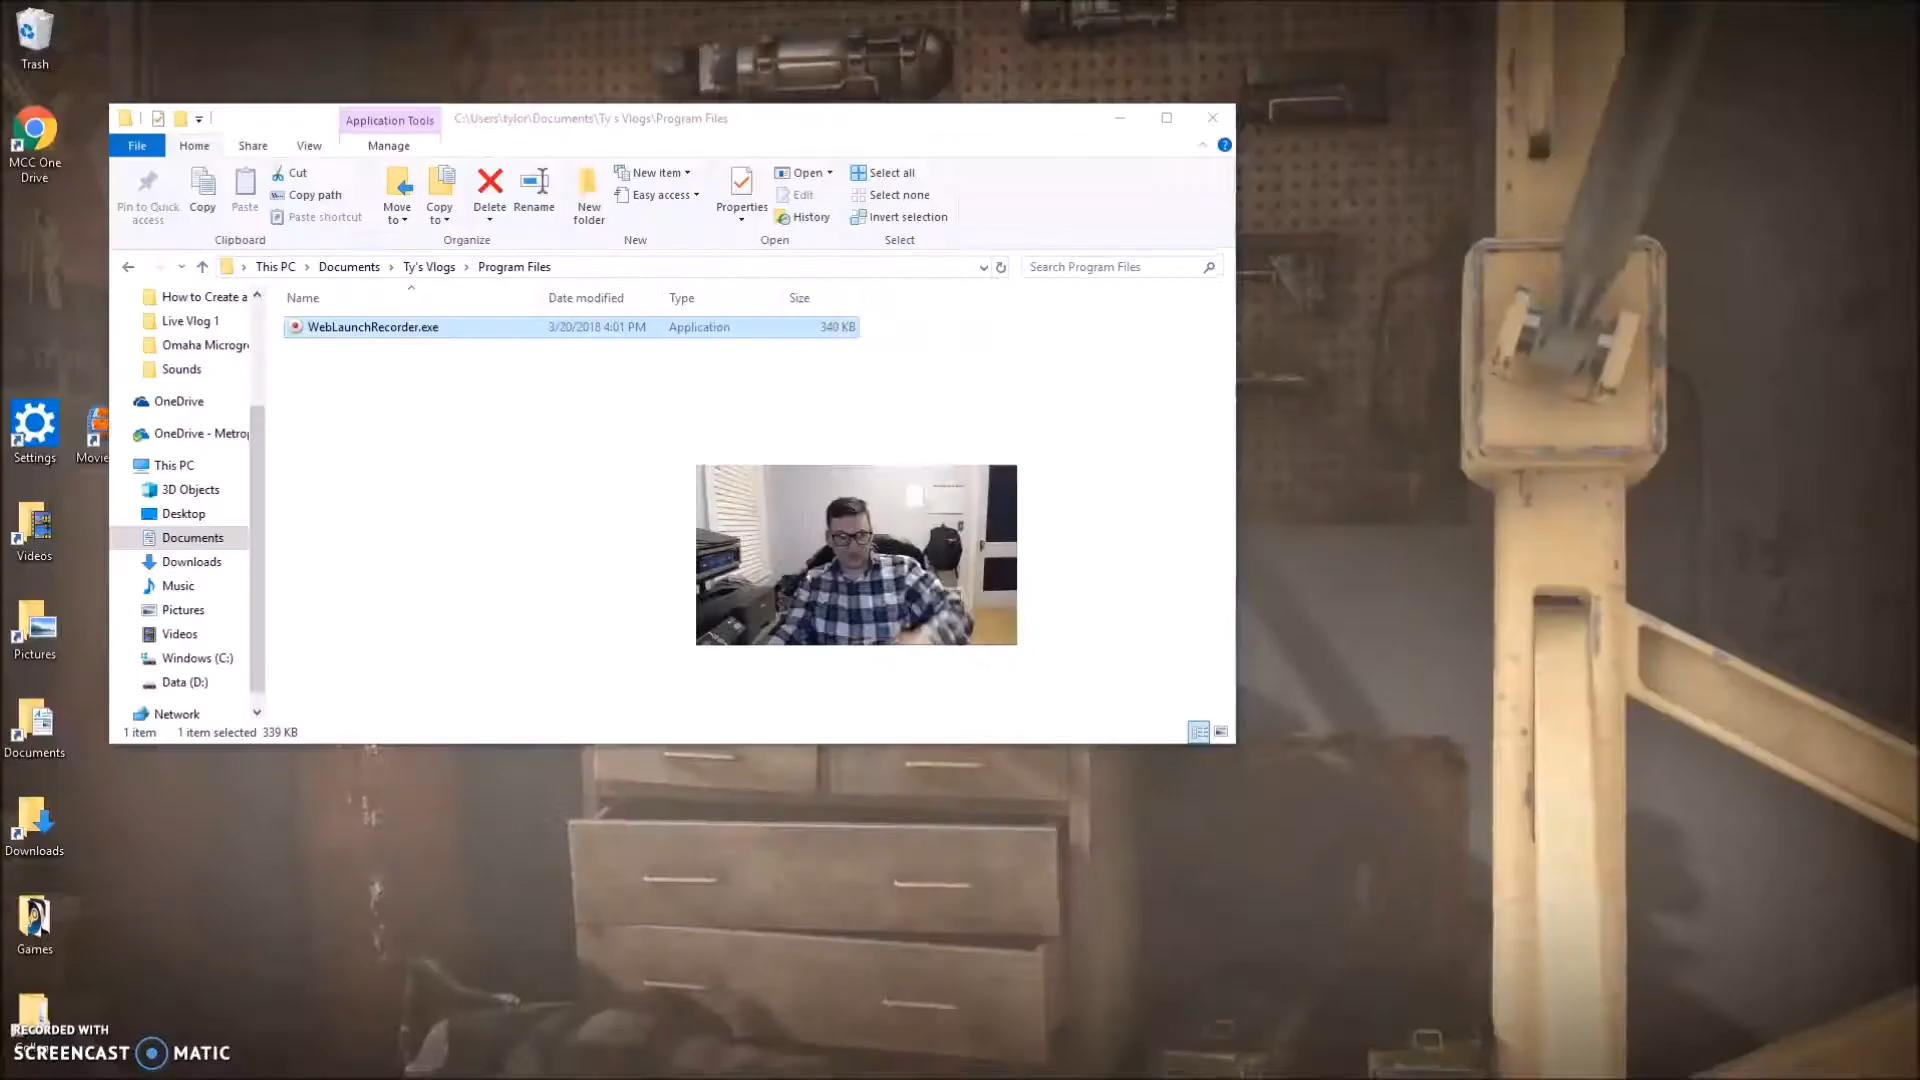 Trash
MCC One
Drive
Settings
Movie
Videos
Pictures
Documents
Downloads
Games
Application Tools
C:\Users\tylor\Documents\Ty s Vlogs\Program Files
File
Home
Share
View
Manage
Pin to Quick
access
Copy
Paste
Cut
Copy path
Paste shortcut
Clipboard
Move
to
Copy
to
Delete
Rename
Organize
New
folder
New item
Easy access
New
Properties
Open
Edit
History
Open
Select all
Select none
Invert selection
Select
This PC
Documents
Ty's Vlogs
Program Files
Search Program Files
How to Create a
Live Vlog 1
Omaha Microgr
Sounds
OneDrive
OneDrive - Metrop
This PC
3D Objects
Desktop
Documents
Downloads
Music
Pictures
Videos
Windows (C:)
Data (D:)
Network
Name
Date modified
Type
Size
WebLaunchRecorder.exe
3/20/2018 4:01 PM
Application
340 KB
1 item
1 item selected
339 KB
RECORDED WITH
SCREENCAST MATIC